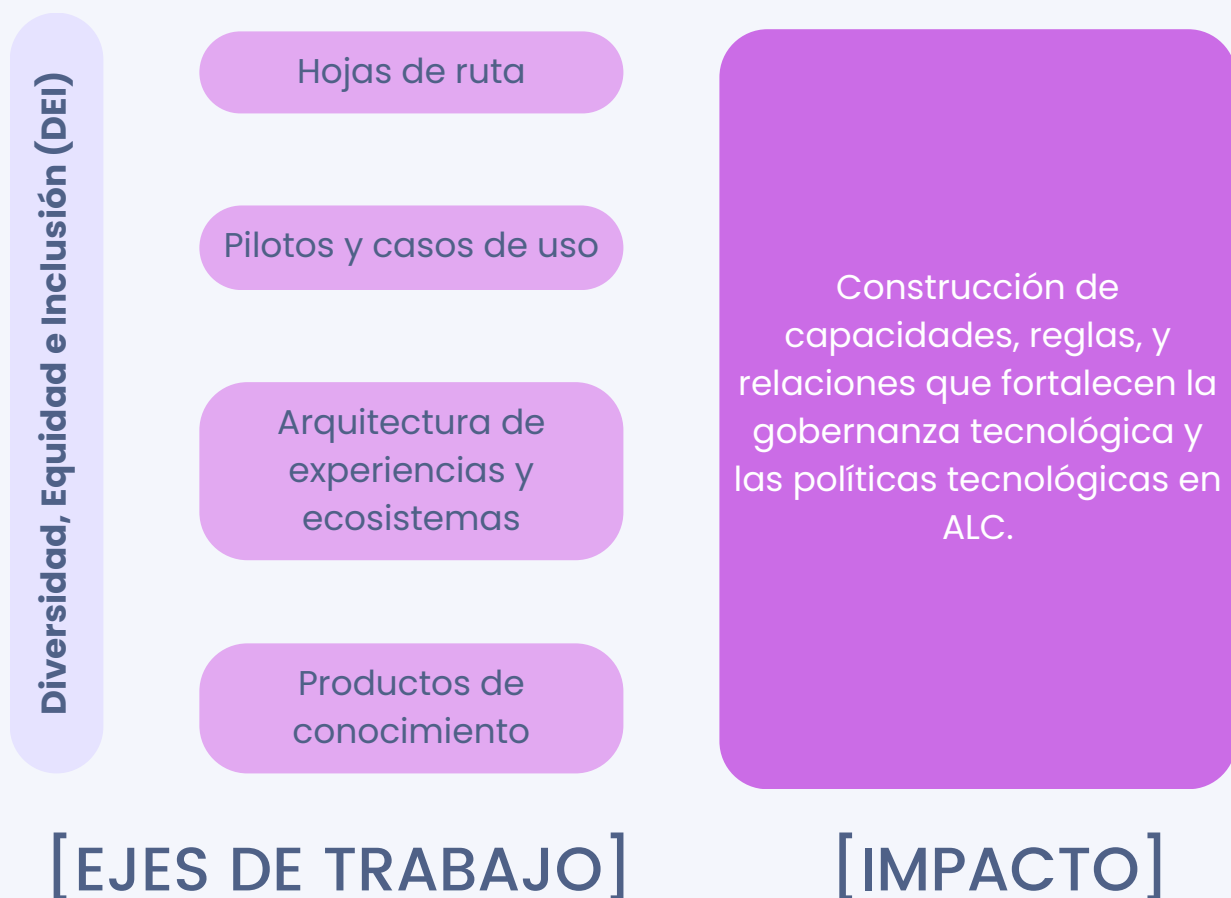 Diversidad, Equidad e Inclusión (DEI)
Hojas de ruta
Pilotos y casos de uso
Arquitectura de
experiencias y
ecosistemas
Productos de
conocimiento
Construcción de
capacidades, reglas, y
relaciones que fortalecen la
gobernanza tecnológica y
las políticas tecnológicas en
ALC.
[EJES DE TRABAJO]
[IMPACTO]